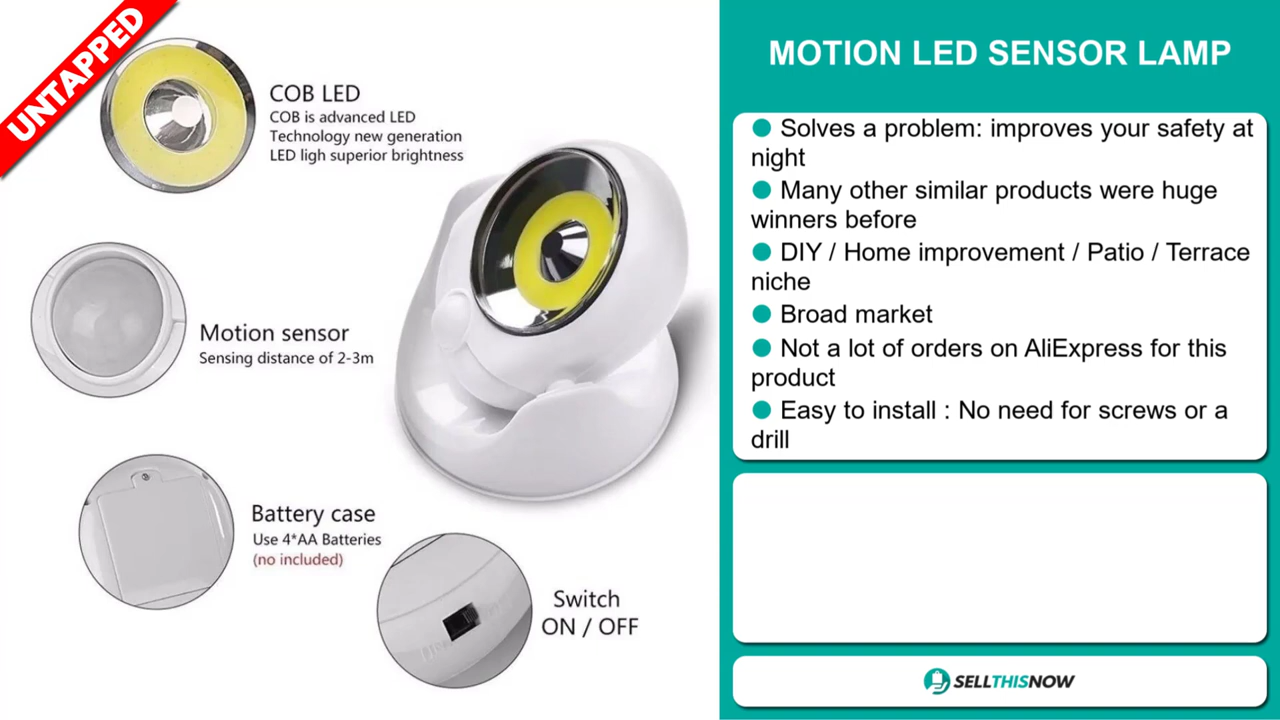 UNTAPPED
COB LED
COB is advanced LED
Technology new generation
LED ligh superior brightness
Motion sensor
Sensing distance of 2-3m
Battery case
Use 4*AA Batteries
(no included)
Switch
ON / OFF
MOTION LED SENSOR LAMP
● Solves a problem: improves your safety at
night
● Many other similar products were huge
winners before
● DIY / Home improvement / Patio / Terrace
niche
● Broad market
● Not a lot of orders on AliExpress for this
product
● Easy to install : No need for screws or a
drill
SELLTHISNOW